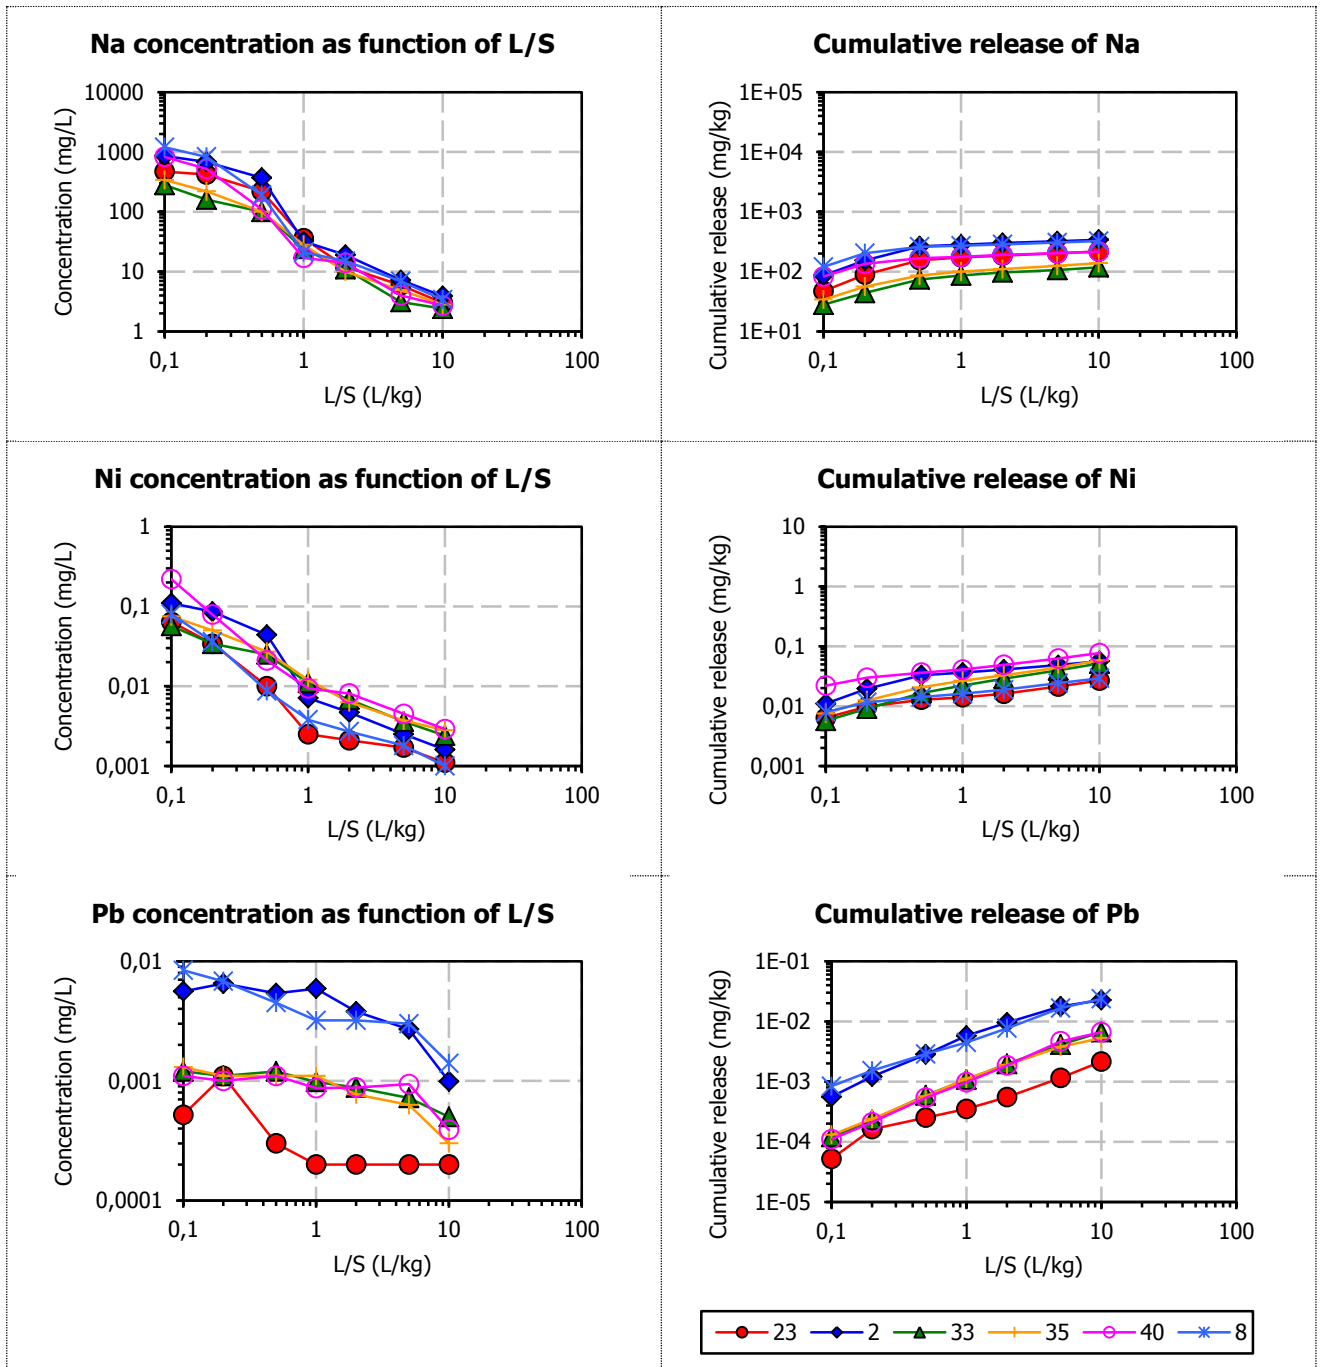 Na concentration as function of L/S
Concentration (mg/L)
10000
1000
100
10
1
0,1 1 10 100
L/S (L/kg)
Cumulative release of Na
Cumulative release (mg/kg)
1E+05
1E+04
1E+03
1E+02
1E+01
0,1 1 10 100
L/S (L/kg)
Ni concentration as function of L/S
Concentration (mg/L)
1
0,1
0,01
0,001
0,1 1 10 100
L/S (L/kg)
Cumulative release of Ni
Cumulative release (mg/kg)
10
1
0,1
0,01
0,001
0,1 1 10 100
L/S (L/kg)
Pb concentration as function of L/S
Concentration (mg/L)
0,01
0,001
0,0001
0,1 1 10 100
L/S (L/kg)
Cumulative release of Pb
Cumulative release (mg/kg)
1E-01
1E-02
1E-03
1E-04
1E-05
0,1 1 10 100
L/S (L/kg)
23 2 33 35 40 8